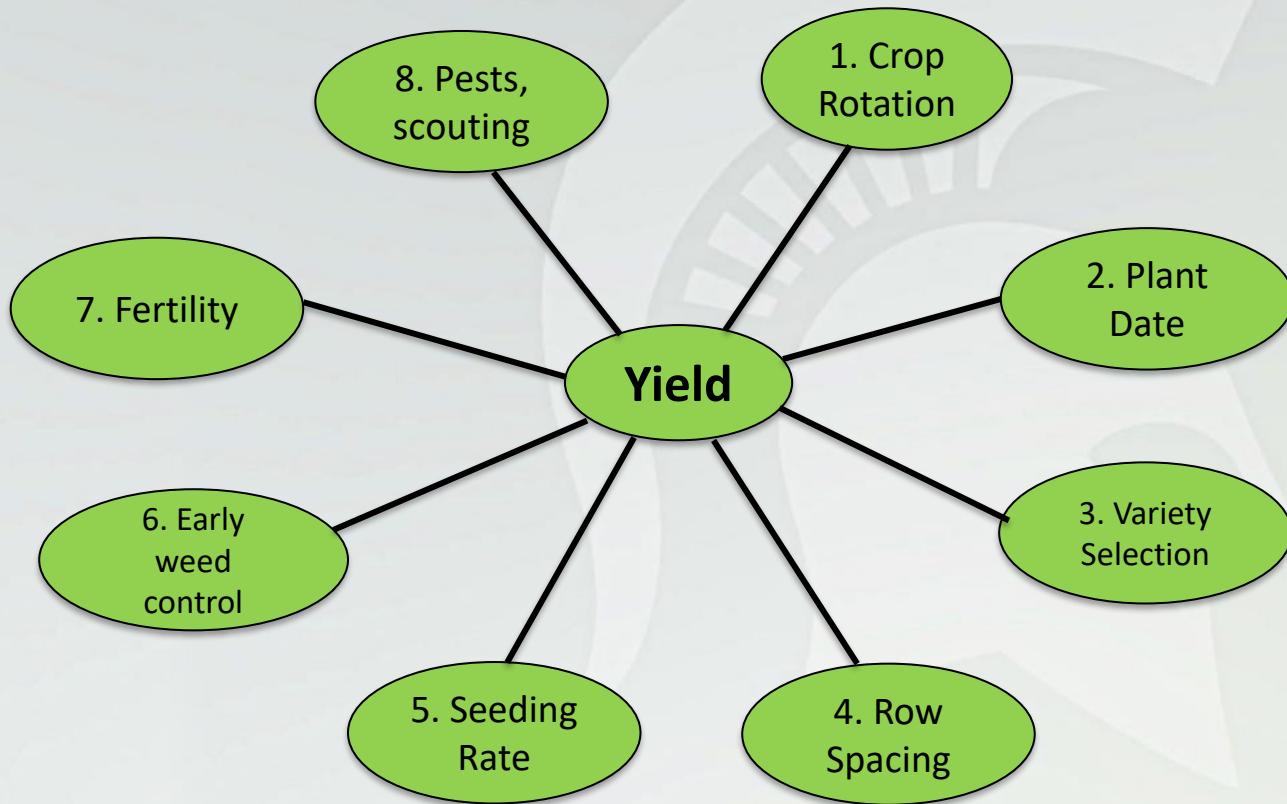 1. Crop
Rotation
2. Plant
Date
3. Variety
Selection
4. Row
Spacing
5. Seeding
Rate
6. Early
weed
control
7. Fertility
8. Pests,
scouting
Yield